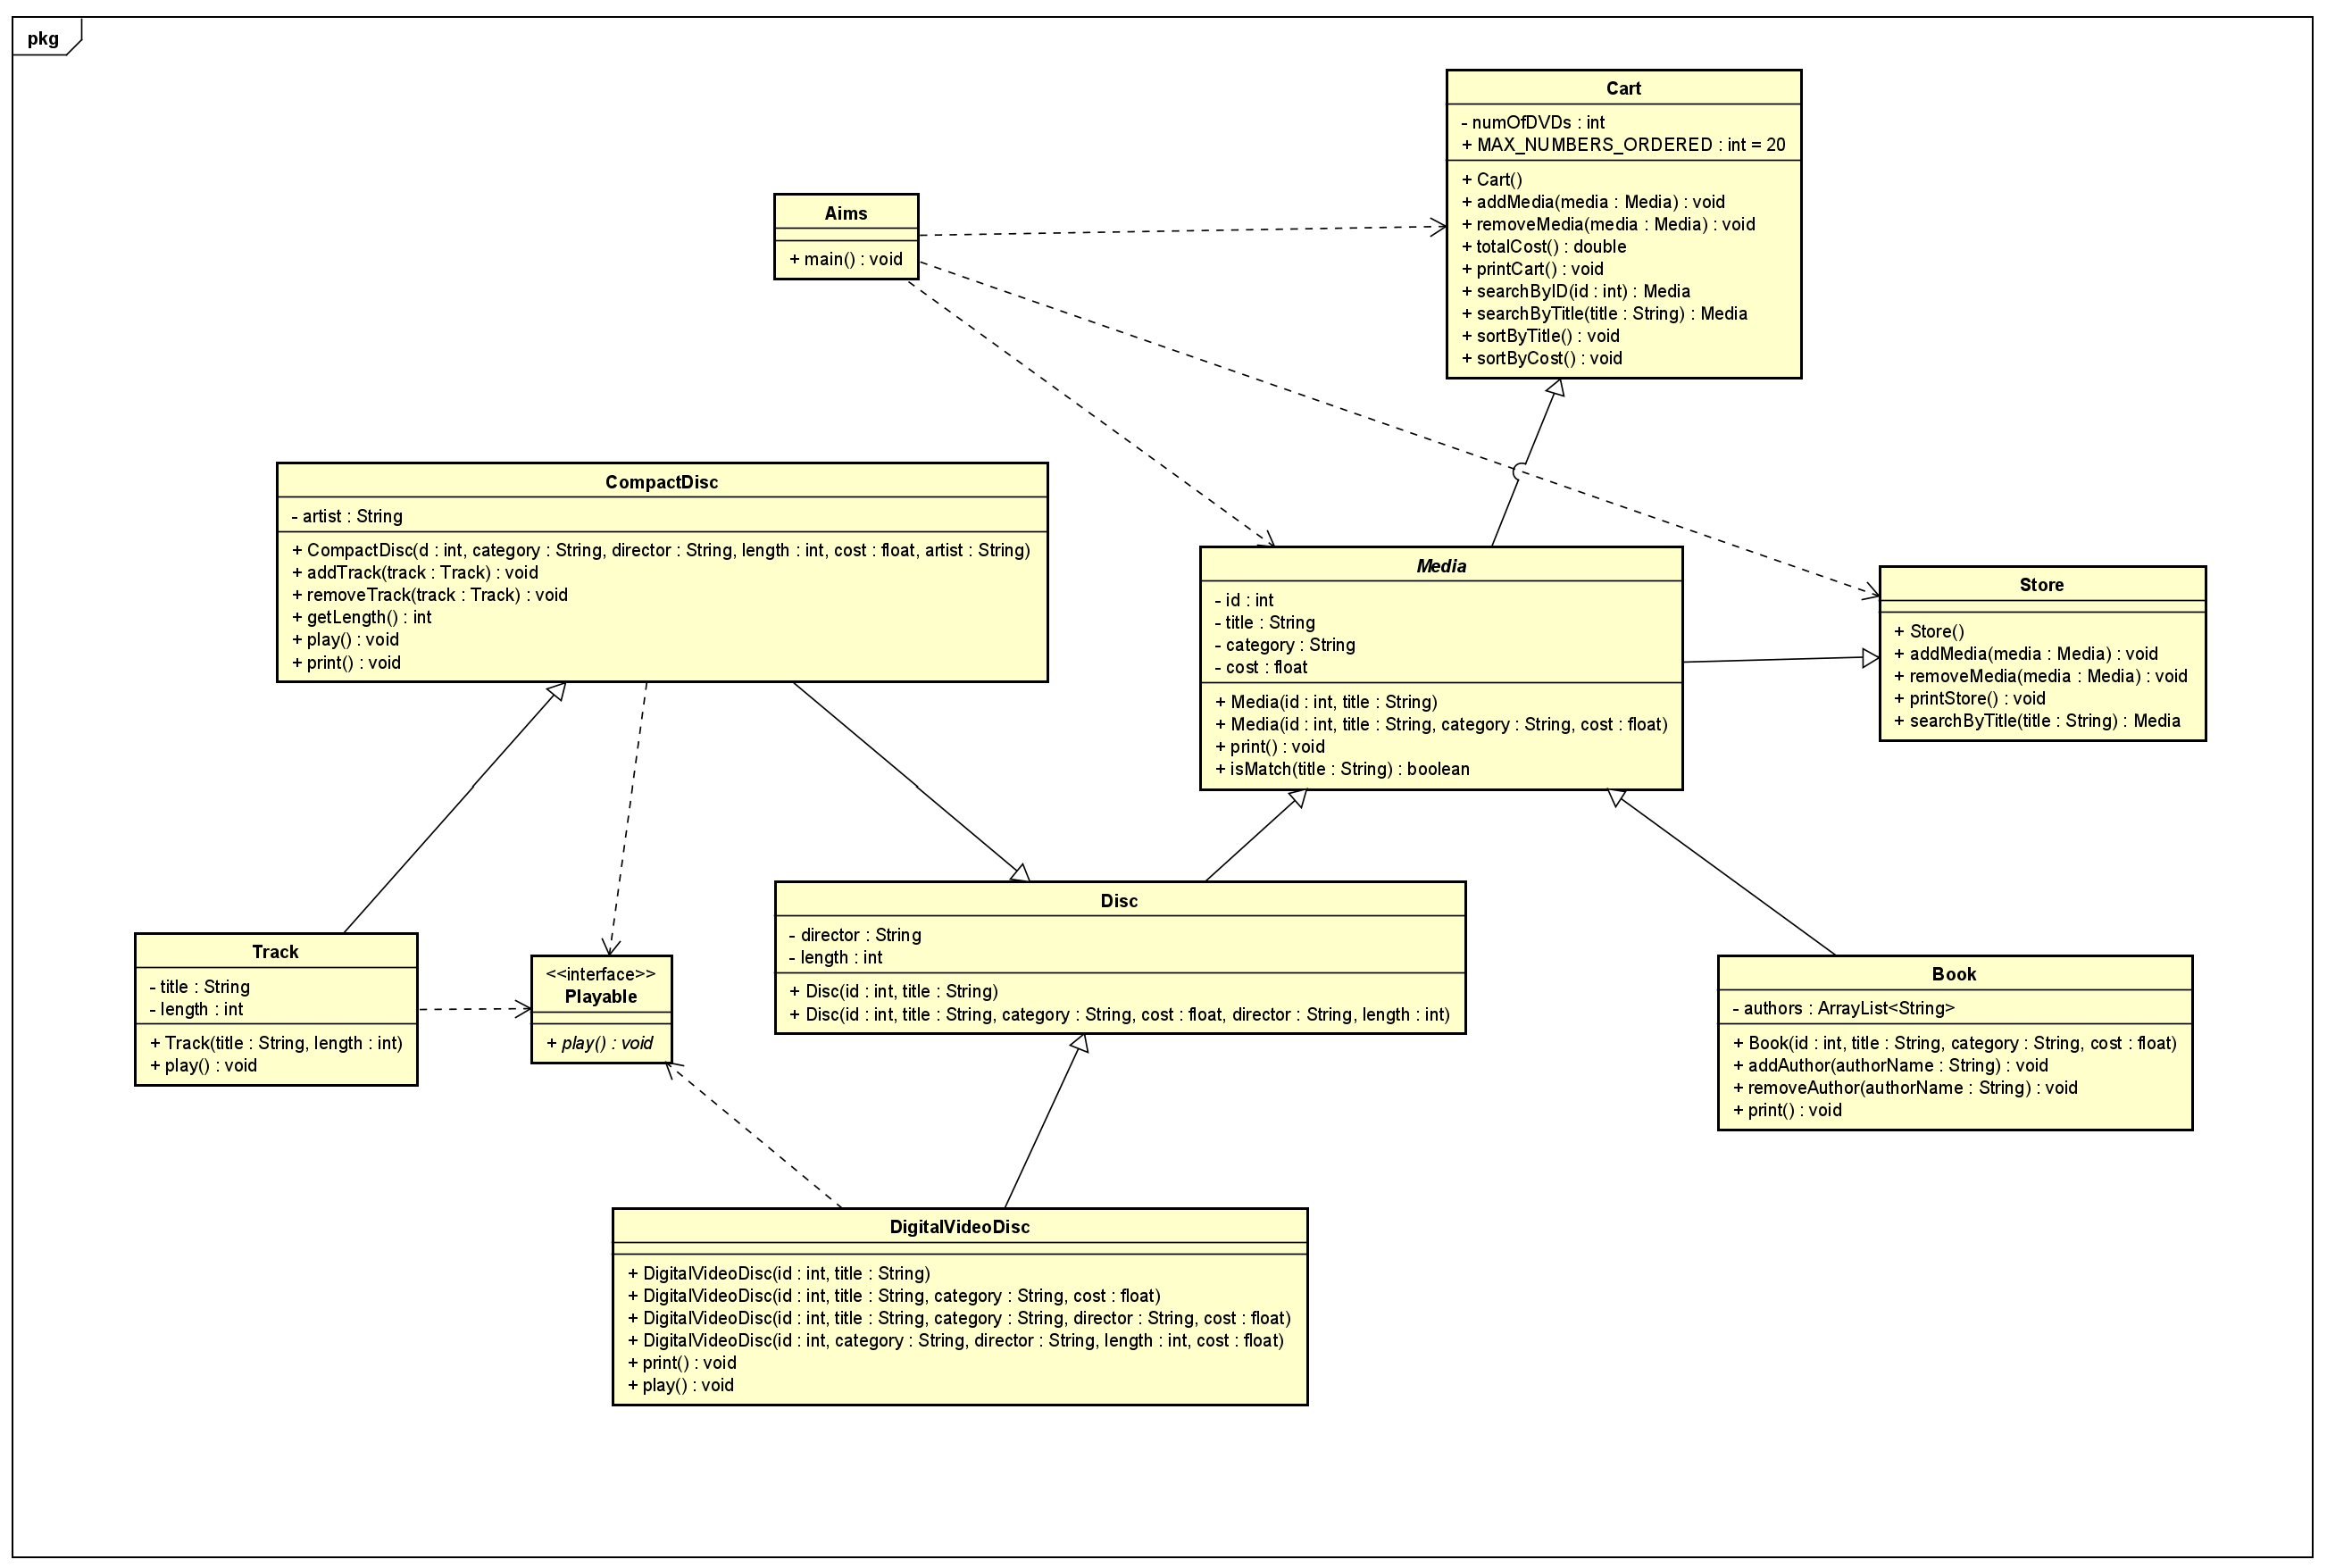 pkg
Cart
- numOfDVDs : int
+ MAX_NUMBERS_ORDERED : int = 20
+ Cart()
+ addMedia(media : Media) : void
+ removeMedia(media : Media) : void
+ totalCost() : double
+ printCart() : void
+ searchByID(id : int) : Media
+ searchByTitle(title : String) : Media
+ sortByTitle() : void
+ sortByCost() : void
Aims
+ main() : void
CompactDisc
- artist : String
+ CompactDisc(d : int, category : String, director : String, length : int, cost : float, artist : String)
+ addTrack(track : Track) : void
+ removeTrack(track : Track) : void
+ getLength() : int
+ play() : void
+ print() : void
Media
- id : int
- title : String
- category : String
- cost : float
+ Media(id : int, title : String)
+ Media(id : int, title : String, category : String, cost : float)
+ print() : void
+ isMatch(title : String) : boolean
Store
+ Store()
+ addMedia(media : Media) : void
+ removeMedia(media : Media) : void
+ printStore() : void
+ searchByTitle(title : String) : Media
Track
- title : String
- length : int
+ Track(title : String, length : int)
+ play() : void
<<interface>>
Playable
+ play() : void
Disc
- director : String
- length : int
+ Disc(id : int, title : String)
+ Disc(id : int, title : String, category : String, cost : float, director : String, length : int)
Book
- authors : ArrayList<String>
+ Book(id : int, title : String, category : String, cost : float)
+ addAuthor(authorName : String) : void
+ removeAuthor(authorName : String) : void
+ print() : void
DigitalVideoDisc
+ DigitalVideoDisc(id : int, title : String)
+ DigitalVideoDisc(id : int, title : String, category : String, cost : float)
+ DigitalVideoDisc(id : int, title : String, category : String, director : String, cost : float)
+ DigitalVideoDisc(id : int, category : String, director : String, length : int, cost : float)
+ print() : void
+ play() : void